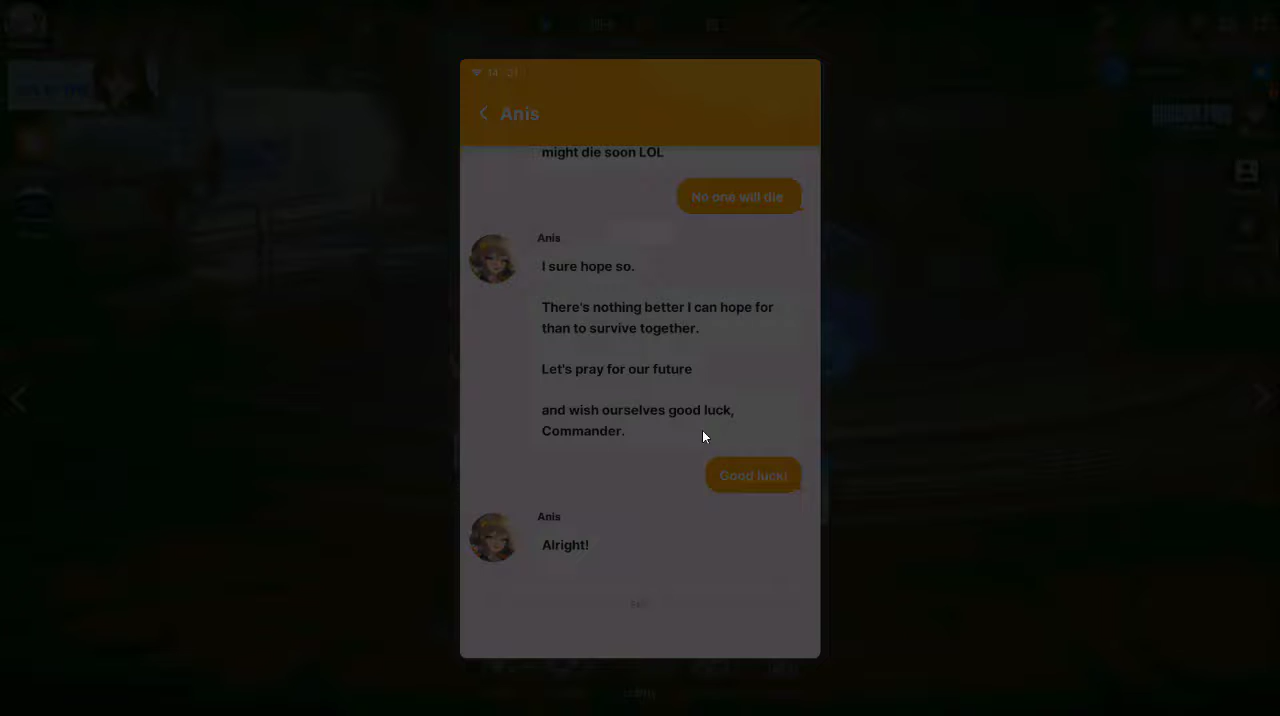 Anis
might die soon LOL
No one will die
Anis
I sure hope so.
There's nothing better I can hope for
than to survive together.
Let's pray for our future
and wish ourselves good luck,
Commander.
Good luck!
Anis
Alright!